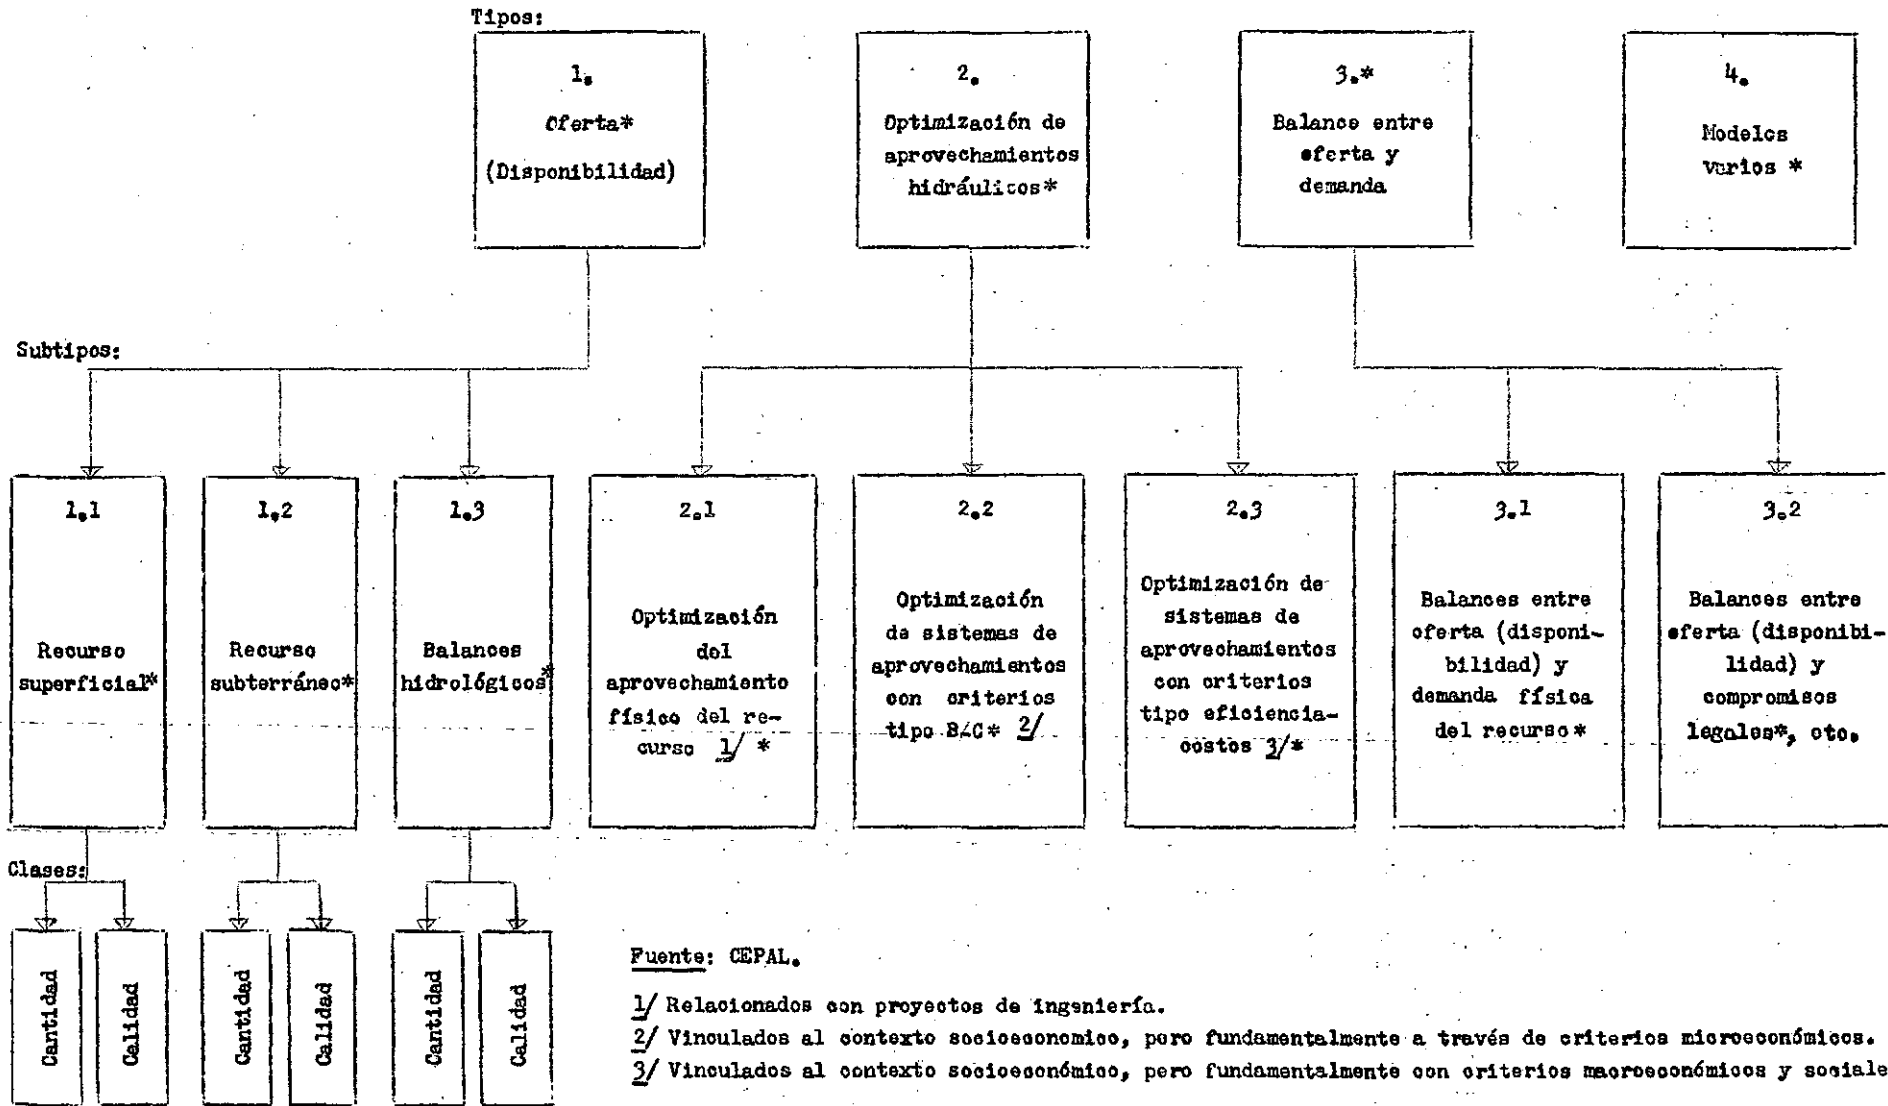 Tipos:
1.
Oferta*
(Disponibilidad)
2.
Optimización de
aprovechamientos
hidráulicos*
3.*
Balance entre
oferta y
demanda
4.
Modelos
varios *
Subtipos:
1.1
Recurso
superficial*
1.2
Recurso
subterráneo*
1.3
Balances
hidrológicos*
2.1
Optimización
del
aprovechamiento
físico del re-
curso 1/ *
2.2
Optimización
de sistemas de
aprovechamientos
con criterios
tipo B/C* 2/
2.3
Optimización de
sistemas de
aprovechamientos
con criterios
tipo eficiencia-
costos 3/*
3.1
Balances entre
oferta (disponi-
bilidad) y
demanda física
del recurso*
3.2
Balances entre
oferta (disponibi-
lidad) y
compromisos
legales*, etc.
Clases:
Cantidad
Calidad
Cantidad
Calidad
Cantidad
Calidad
Fuente: CEPAL.
1/ Relacionados con proyectos de ingeniería.
2/ Vinculados al contexto socioeconomico, pero fundamentalmente a través de criterios microeconómicos.
3/ Vinculados al contexto socioeconómico, pero fundamentalmente con criterios macroeconómicos y sociale